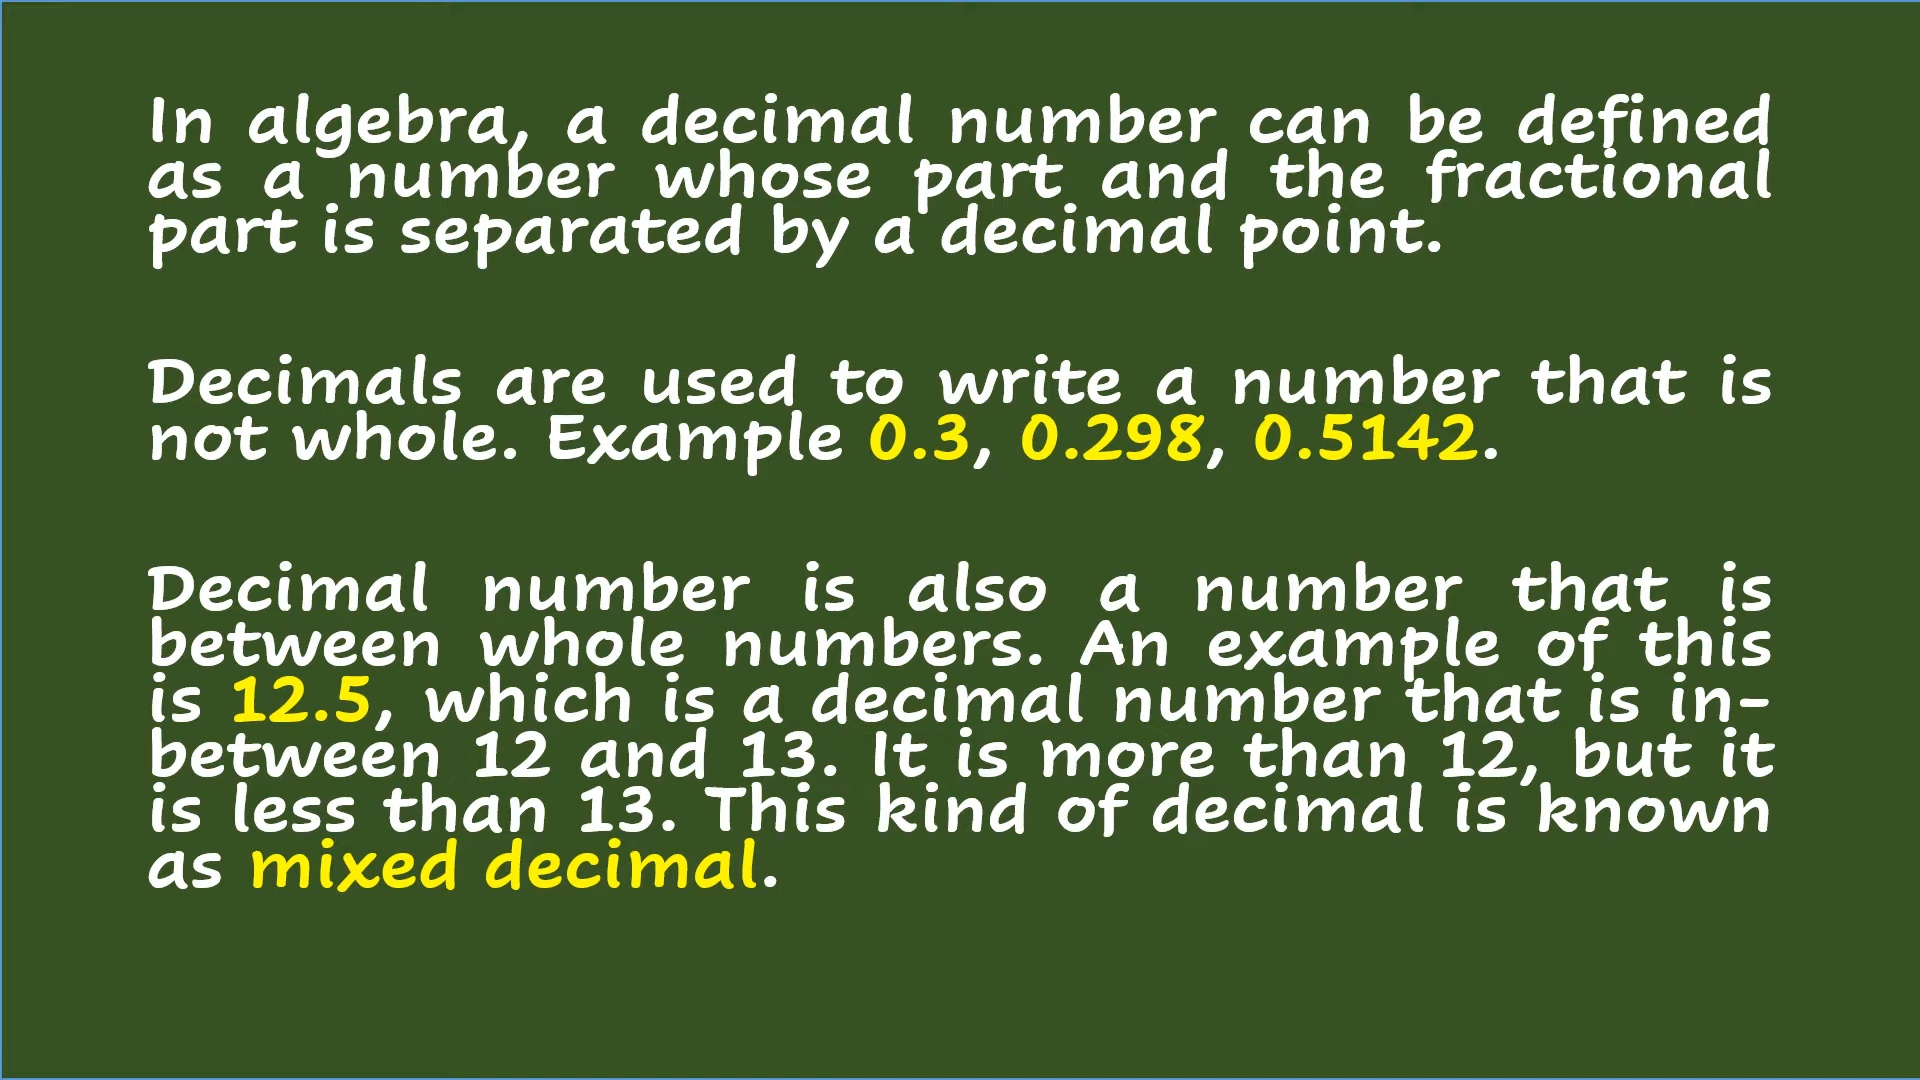 In algebra, a decimal number can be defined
as a number whose part and the fractional
part is separated by a decimal point.
Decimals are used to write a number that is
not whole. Example 0.3, 0.298, 0.5142.
Decimal number is also a number that is
between whole numbers. An example of this
is 12.5, which is a decimal number that is in-
between 12 and 13. It is more than 12, but it
is less than 13. This kind of decimal is known
as mixed decimal.